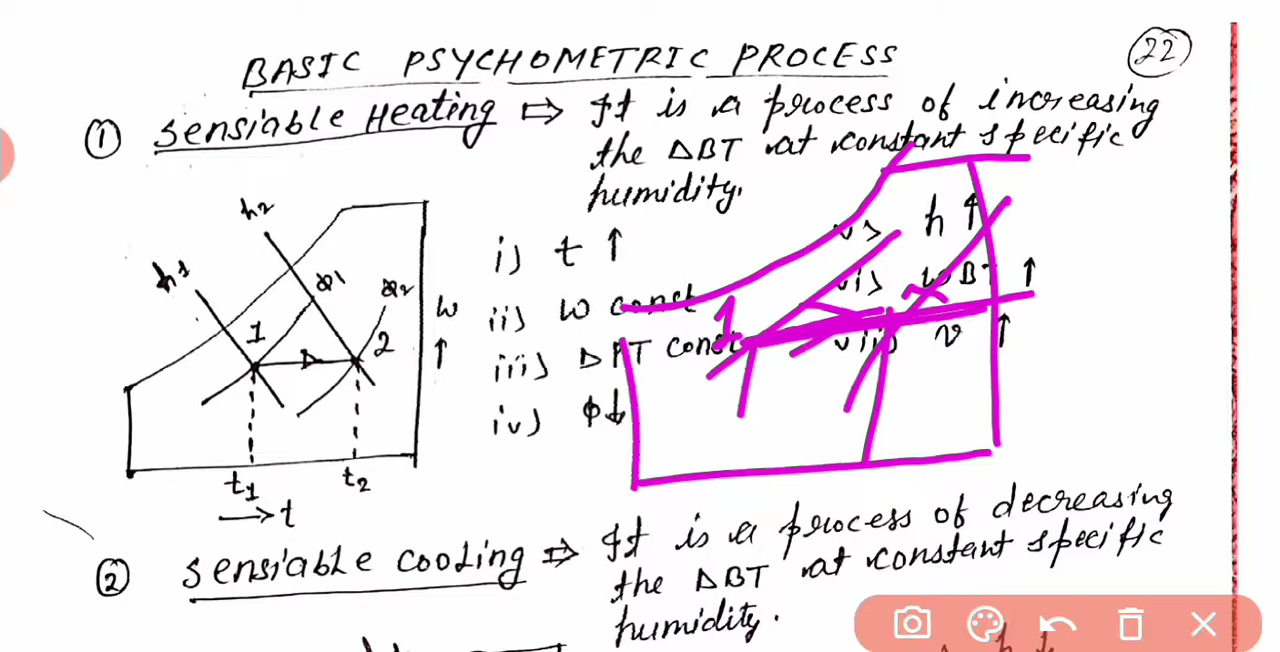 BASIC PSYCHOMETRIC PROCESS
22
① Sensiable Heating ⇨ It is a process of increasing
the DBT at constant specific
humidity.
h2
h1
Φ1
Φ2
1
2
w
↑
t1
t2
→ t
i) t ↑
ii) W const
iii) DPT const
iv) Φ↓
v) h ↑
vi) WBT ↑
vii) v ↑
1
② Sensiable cooling ⇨ It is a process of decreasing
the DBT at constant specific
humidity.